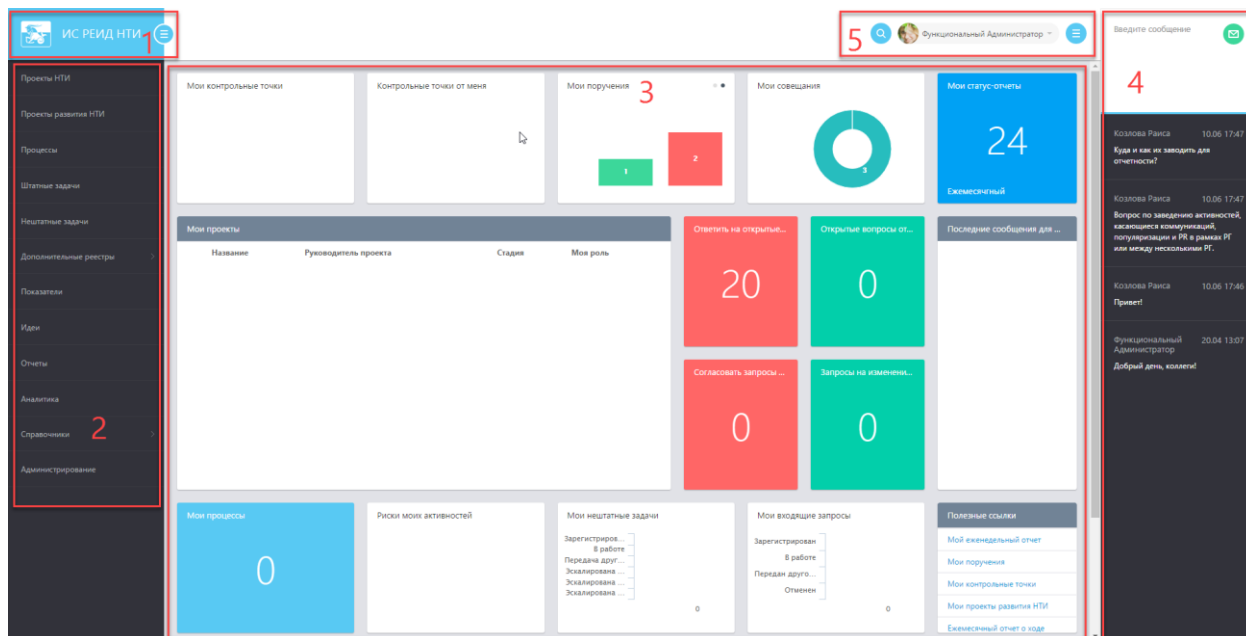 ИС РЕИД НТИ
1
5
Функциональный Администратор
Введите сообщение
4
Проекты НТИ
Проекты развития НТИ
Процессы
Штатные задачи
Нештатные задачи
Дополнительные реестры
Показатели
Идеи
Отчеты
Аналитика
Справочники
2
Администрирование
Мои контрольные точки
Контрольные точки от меня
Мои поручения
3
1
2
Мои совещания
3
Мои статус-отчеты
24
Ежемесячный
Мои проекты
Название Руководитель проекта Стадия Моя роль
Ответить на открытые...
20
Открытые вопросы от...
0
Последние сообщения для ...
Согласовать запросы ...
0
Запросы на изменени...
0
Мои процессы
0
Риски моих активностей
Мои нештатные задачи
Зарегистриров...
В работе
Передача друг...
Эскалирована ...
Эскалирована ...
Эскалирована ...
0
Мои входящие запросы
Зарегистрирован
В работе
Передан друго...
Отменен
0
Полезные ссылки
Мой еженедельный отчет
Мои поручения
Мои контрольные точки
Мои проекты развития НТИ
Ежемесячный отчет о ходе
Козлова Раиса 10.06 17:47
Куда и как их заводить для
отчетности?
Козлова Раиса 10.06 17:47
Вопрос по заведению активностей,
касающиеся коммуникаций,
популяризации и PR в рамках РГ
или между несколькими РГ.
Козлова Раиса 10.06 17:46
Привет!
Функциональный 20.04 13:07
Администратор
Добрый день, коллеги!